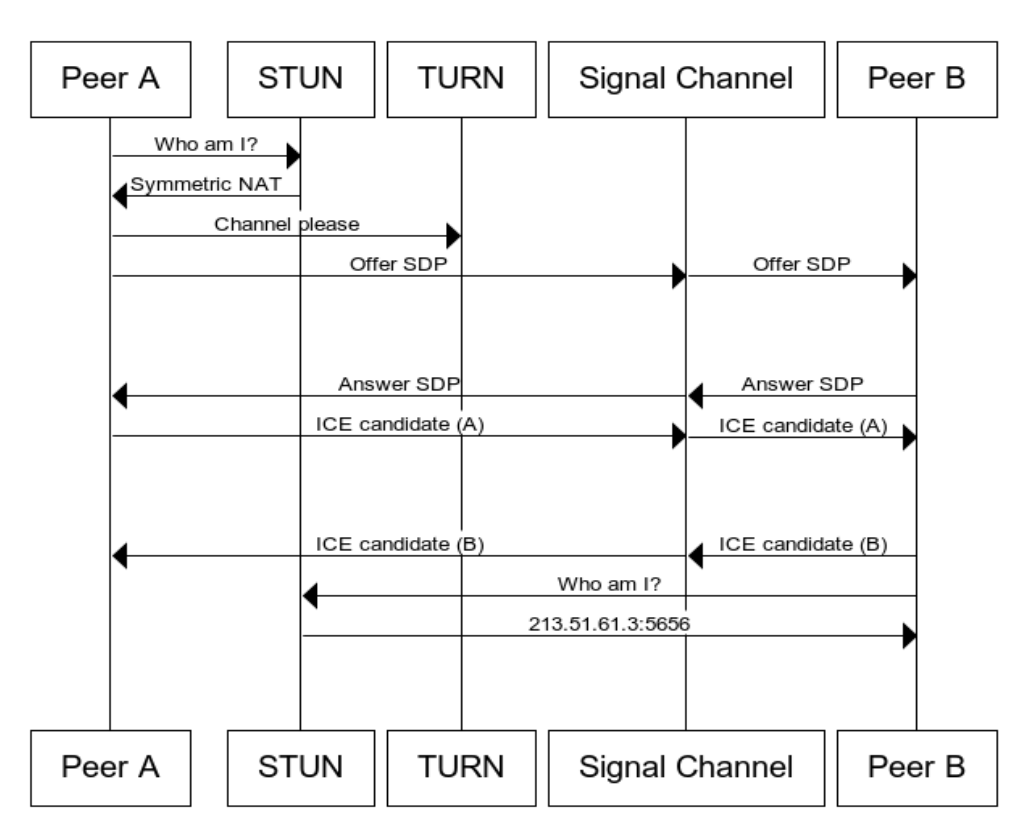 Peer A
STUN
TURN
Signal Channel
Peer B
Who am I?
Symmetric NAT
Channel please
Offer SDP
Offer SDP
Answer SDP
Answer SDP
ICE candidate (A)
ICE candidate (A)
ICE candidate (B)
ICE candidate (B)
Who am I?
213.51.61.3:5656
Peer A
STUN
TURN
Signal Channel
Peer B